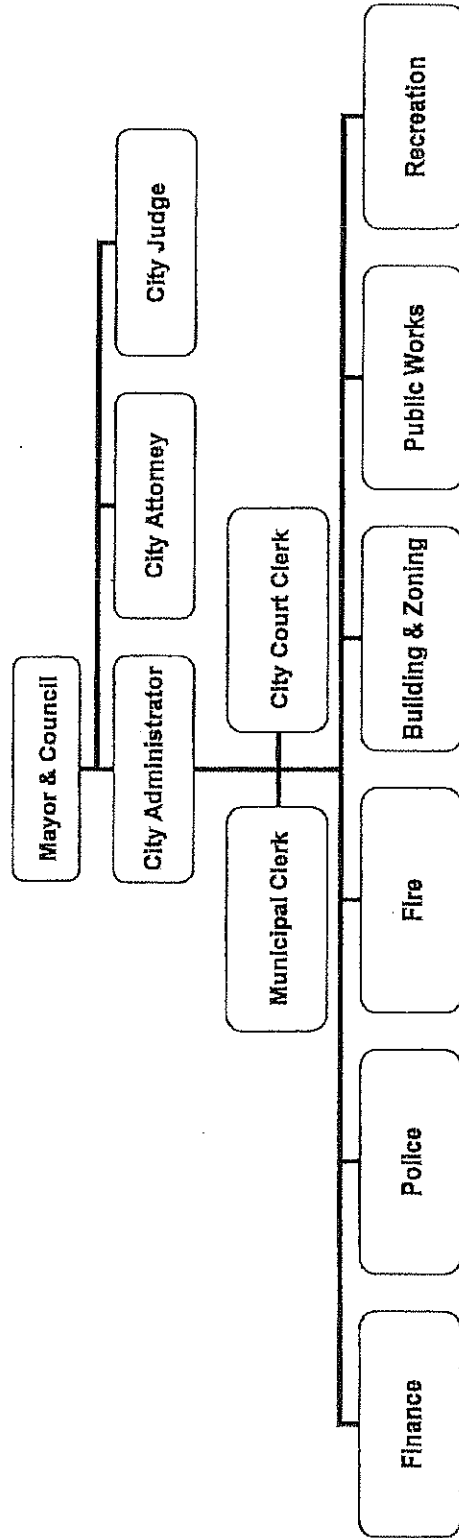 Mayor & Council
City Administrator
City Attorney
City Judge
Municipal Clerk
City Court Clerk
Finance
Police
Fire
Building & Zoning
Public Works
Recreation